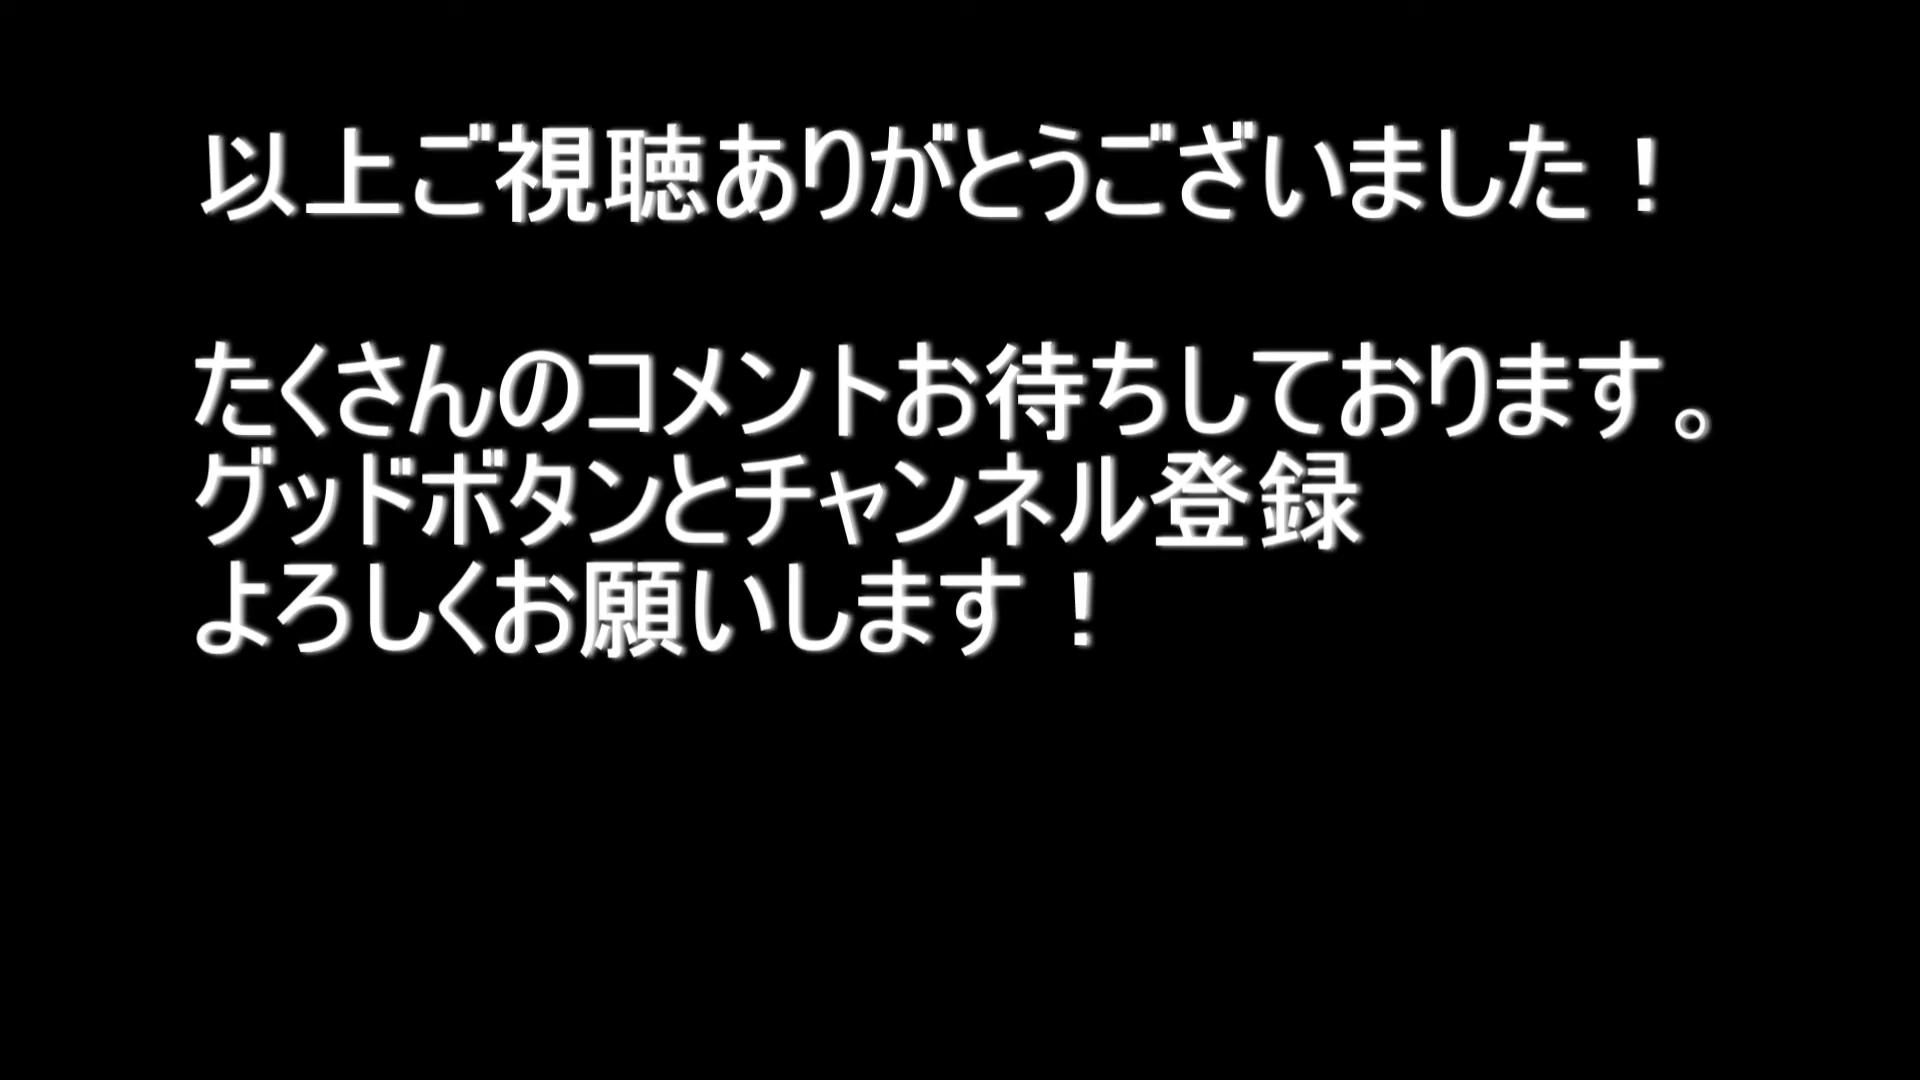 以上ご視聴ありがとうございました！
たくさんのコメントお待ちしております。
グッドボタンとチャンネル登録
よろしくお願いします！